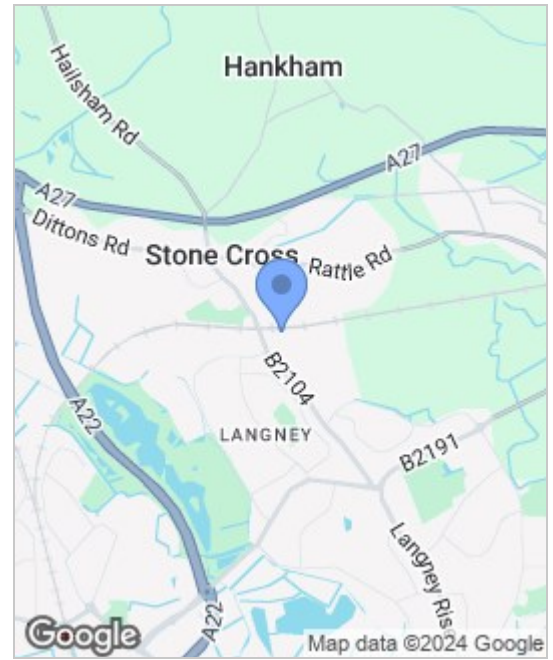 Hankham
Hailsham Rd
A27
A27
Dittons Rd
Stone Cross
Rattle Rd
B2104
A22
LANGNEY
B2191
Langney Ris
A22
Google
Map data ©2024 Google